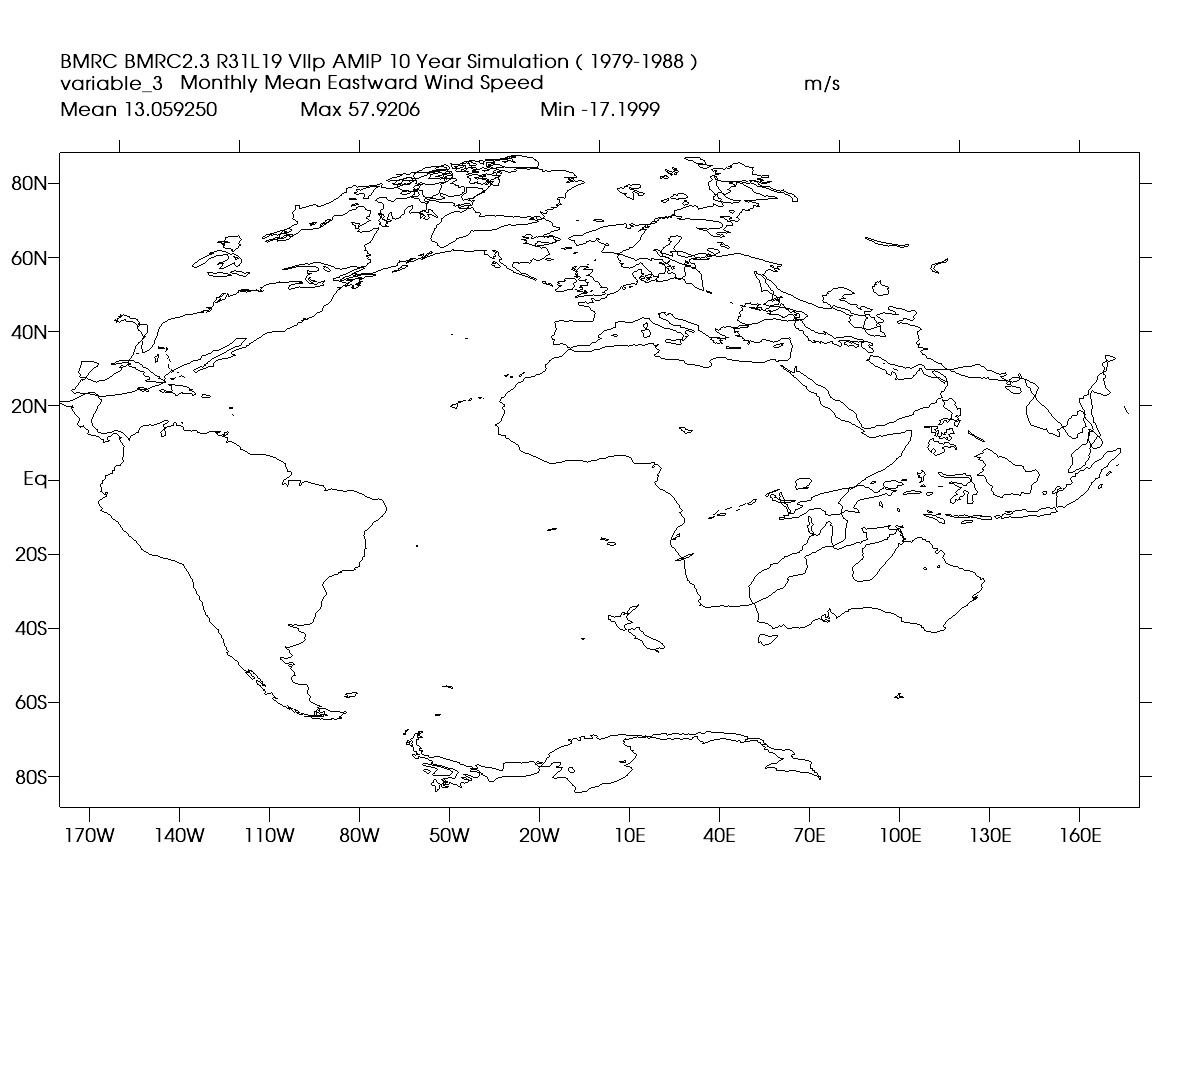 BMRC BMRC2.3 R31L19 VIIp AMIP 10 Year Simulation ( 1979-1988 )
variable_3 Monthly Mean Eastward Wind Speed m/s
Mean 13.059250 Max 57.9206 Min -17.1999
80N
60N
40N
20N
Eq
20S
40S
60S
80S
170W 140W 110W 80W 50W 20W 10E 40E 70E 100E 130E 160E